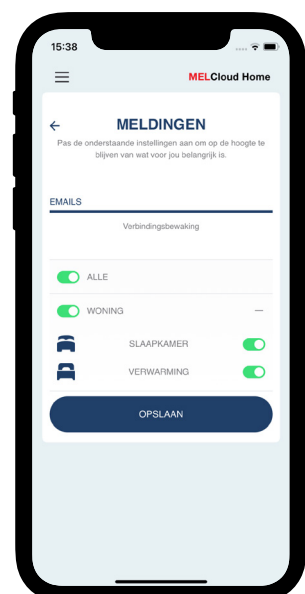 15:38
MELCloud Home
MELDINGEN
Pas de onderstaande instellingen aan om op de hoogte te
blijven van wat voor jou belangrijk is.
EMAILS
Verbindingsbewaking
ALLE
WONING
SLAAPKAMER
VERWARMING
OPSLAAN